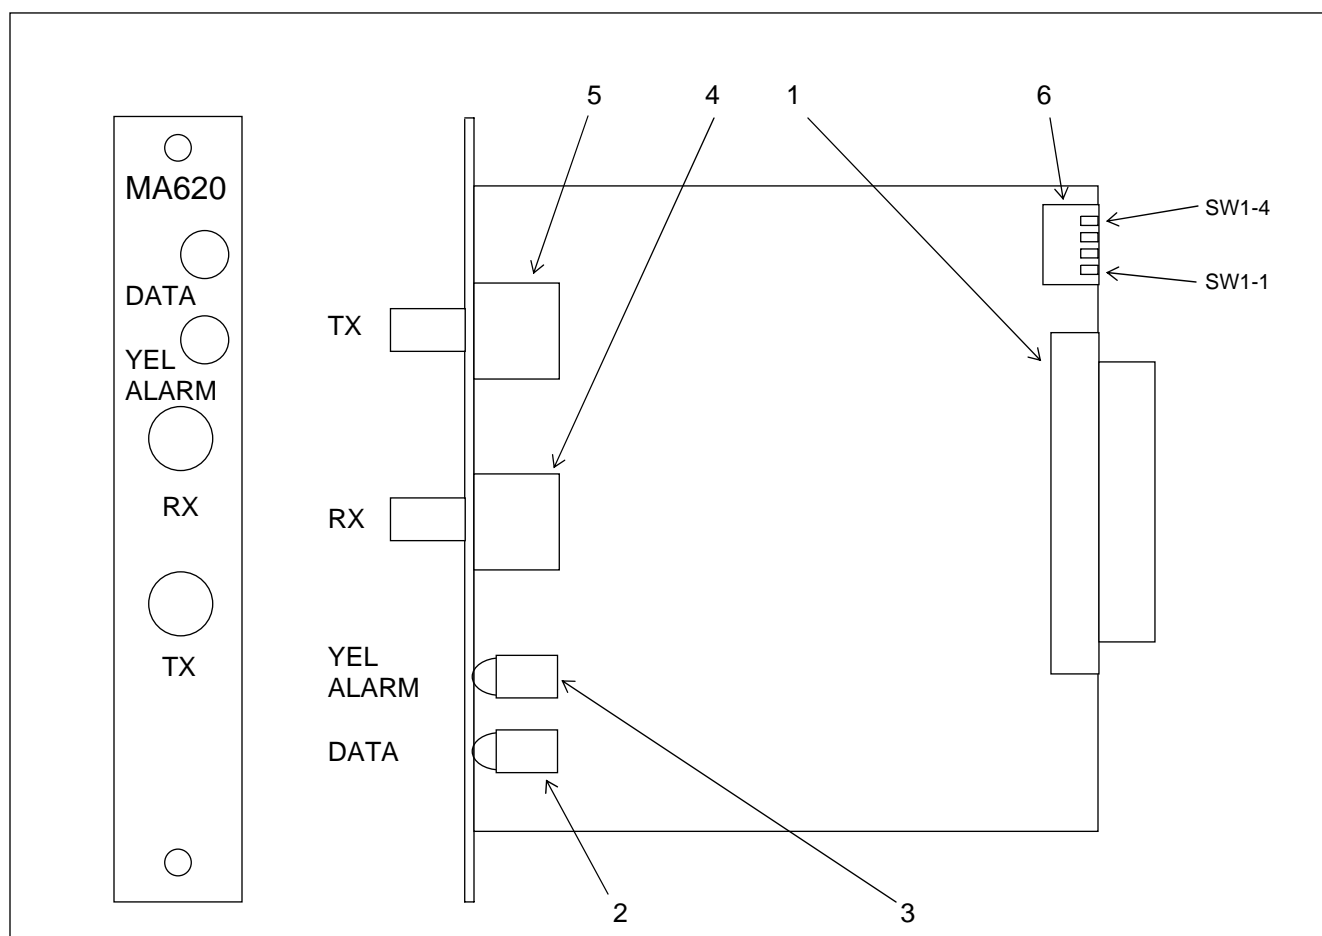 5 4 1 6
MA620
SW1-4
DATA
SW1-1
TX
YEL
ALARM
RX
RX
TX
YEL
ALARM
DATA
2 3